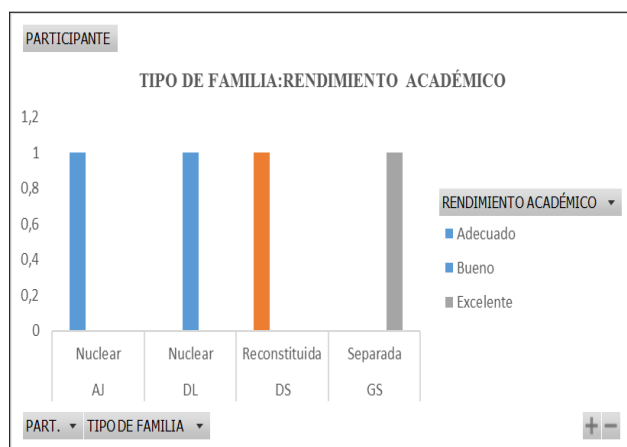 PARTICIPANTE
TIPO DE FAMILIA:RENDIMIENTO ACADÉMICO
1,2
1
0,8
0,6
0,4
0,2
0
RENDIMIENTO ACADÉMICO
Adecuado
Bueno
Excelente
Nuclear Nuclear Reconstituida Separada
AJ DL DS GS
PART. TIPO DE FAMILIA